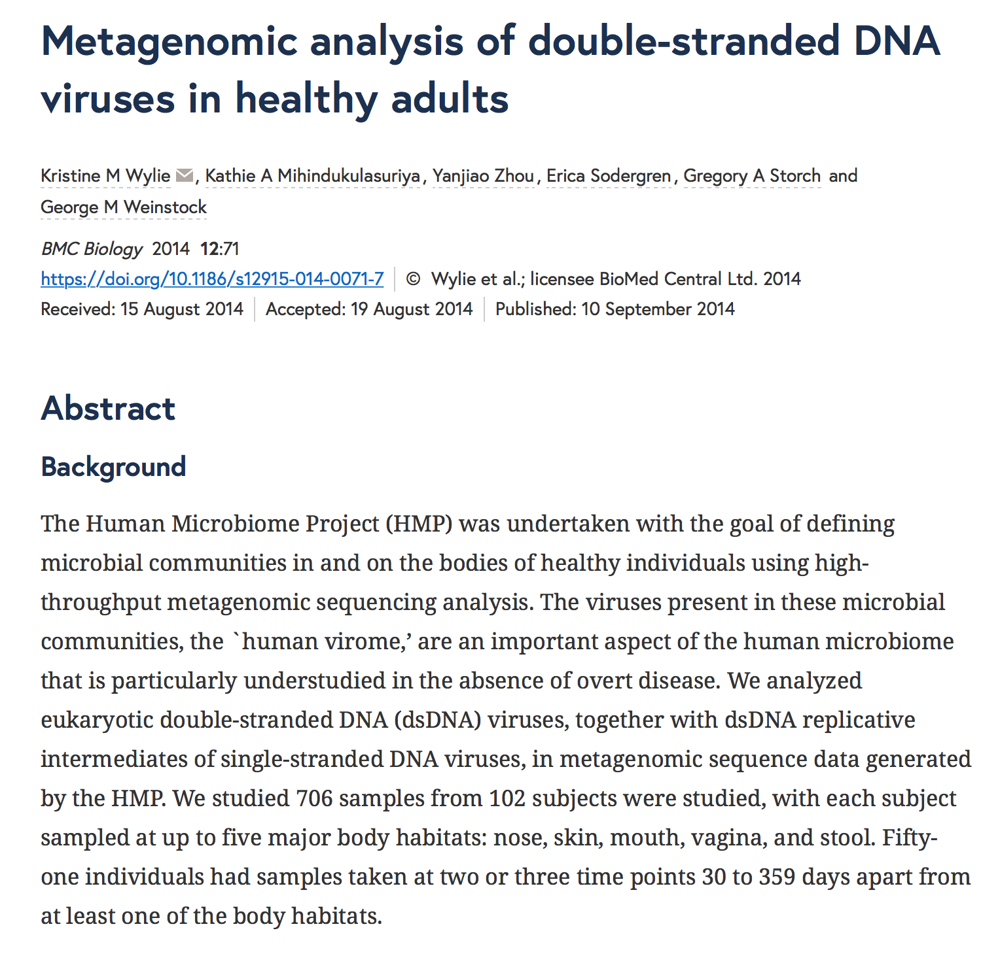 Metagenomic analysis of double-stranded DNA
viruses in healthy adults
Kristine M Wylie, Kathie A Mihindukulasuriya, Yanjiao Zhou, Erica Sodergren, Gregory A Storch and
George M Weinstock
BMC Biology 2014 12:71
https://doi.org/10.1186/s12915-014-0071-7 | © Wylie et al.; licensee BioMed Central Ltd. 2014
Received: 15 August 2014 | Accepted: 19 August 2014 | Published: 10 September 2014
Abstract
Background
The Human Microbiome Project (HMP) was undertaken with the goal of defining
microbial communities in and on the bodies of healthy individuals using high-
throughput metagenomic sequencing analysis. The viruses present in these microbial
communities, the `human virome,’ are an important aspect of the human microbiome
that is particularly understudied in the absence of overt disease. We analyzed
eukaryotic double-stranded DNA (dsDNA) viruses, together with dsDNA replicative
intermediates of single-stranded DNA viruses, in metagenomic sequence data generated
by the HMP. We studied 706 samples from 102 subjects were studied, with each subject
sampled at up to five major body habitats: nose, skin, mouth, vagina, and stool. Fifty-
one individuals had samples taken at two or three time points 30 to 359 days apart from
at least one of the body habitats.